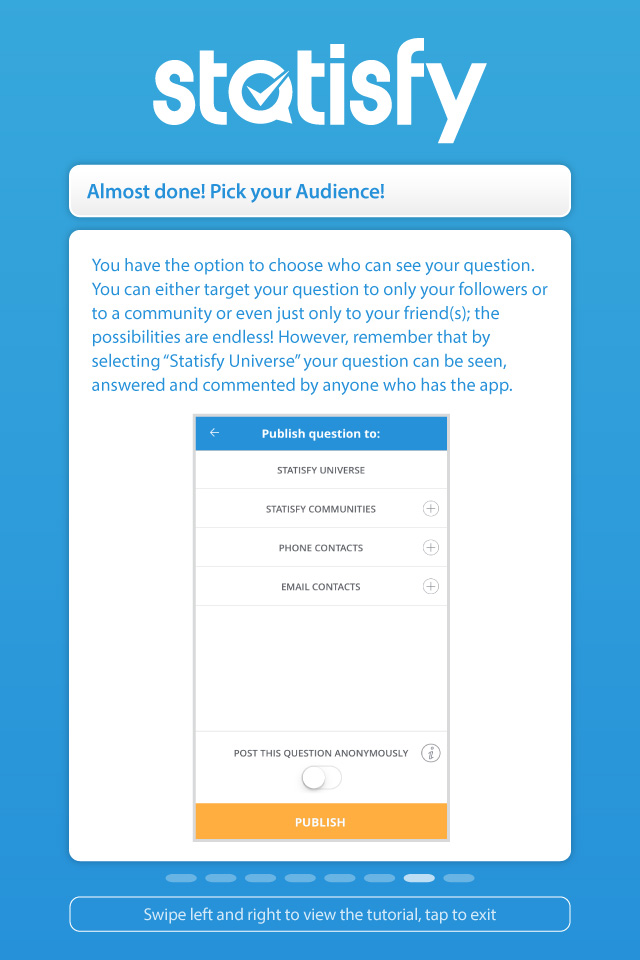 statisfy
Almost done! Pick your Audience!
You have the option to choose who can see your question.
You can either target your question to only your followers or
to a community or even just only to your friend(s); the
possibilities are endless! However, remember that by
selecting “Statisfy Universe” your question can be seen,
answered and commented by anyone who has the app.
Publish question to:
STATISFY UNIVERSE
STATISFY COMMUNITIES
PHONE CONTACTS
EMAIL CONTACTS
POST THIS QUESTION ANONYMOUSLY
PUBLISH
Swipe left and right to view the tutorial, tap to exit